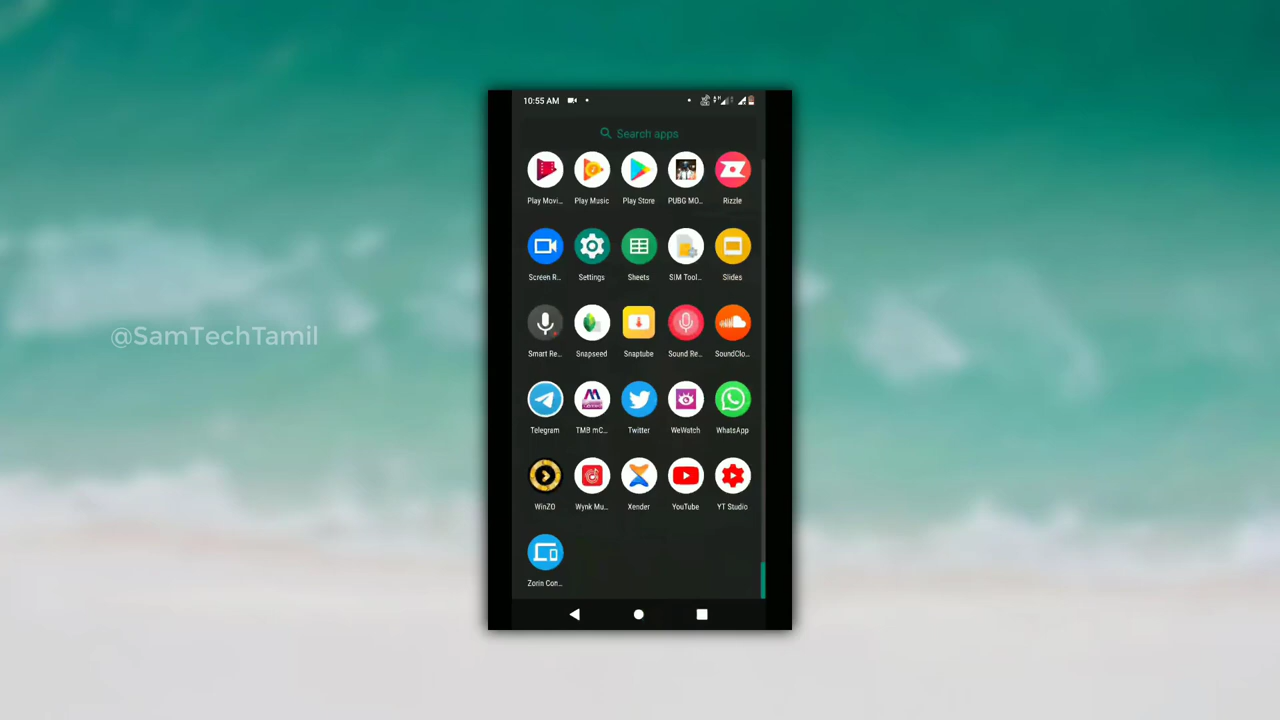 10:55 AM
Search apps
Play Movi... Play Music Play Store PUBG MO... Rizzle
Screen R... Settings Sheets SIM Tool... Slides
@SamTechTamil
Smart Re... Snapseed Snaptube Sound Re... SoundClo...
Telegram TMB mC... Twitter WeWatch WhatsApp
WinZO Wynk Mu... Xender YouTube YT Studio
Zorin Con...